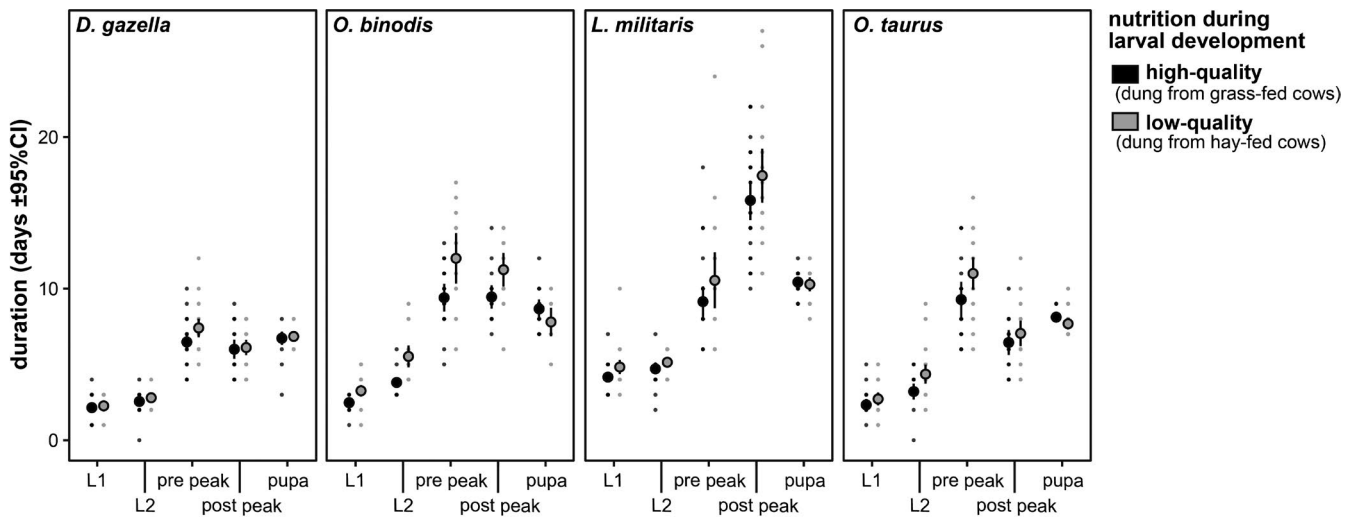 D. gazella
O. binodis
L. militaris
O. taurus
nutrition during
larval development
high-quality
(dung from grass-fed cows)
low-quality
(dung from hay-fed cows)
duration (days ±95%CI)
20
10
0
L1
L2
pre peak
post peak
pupa
L1
L2
pre peak
post peak
pupa
L1
L2
pre peak
post peak
pupa
L1
L2
pre peak
post peak
pupa